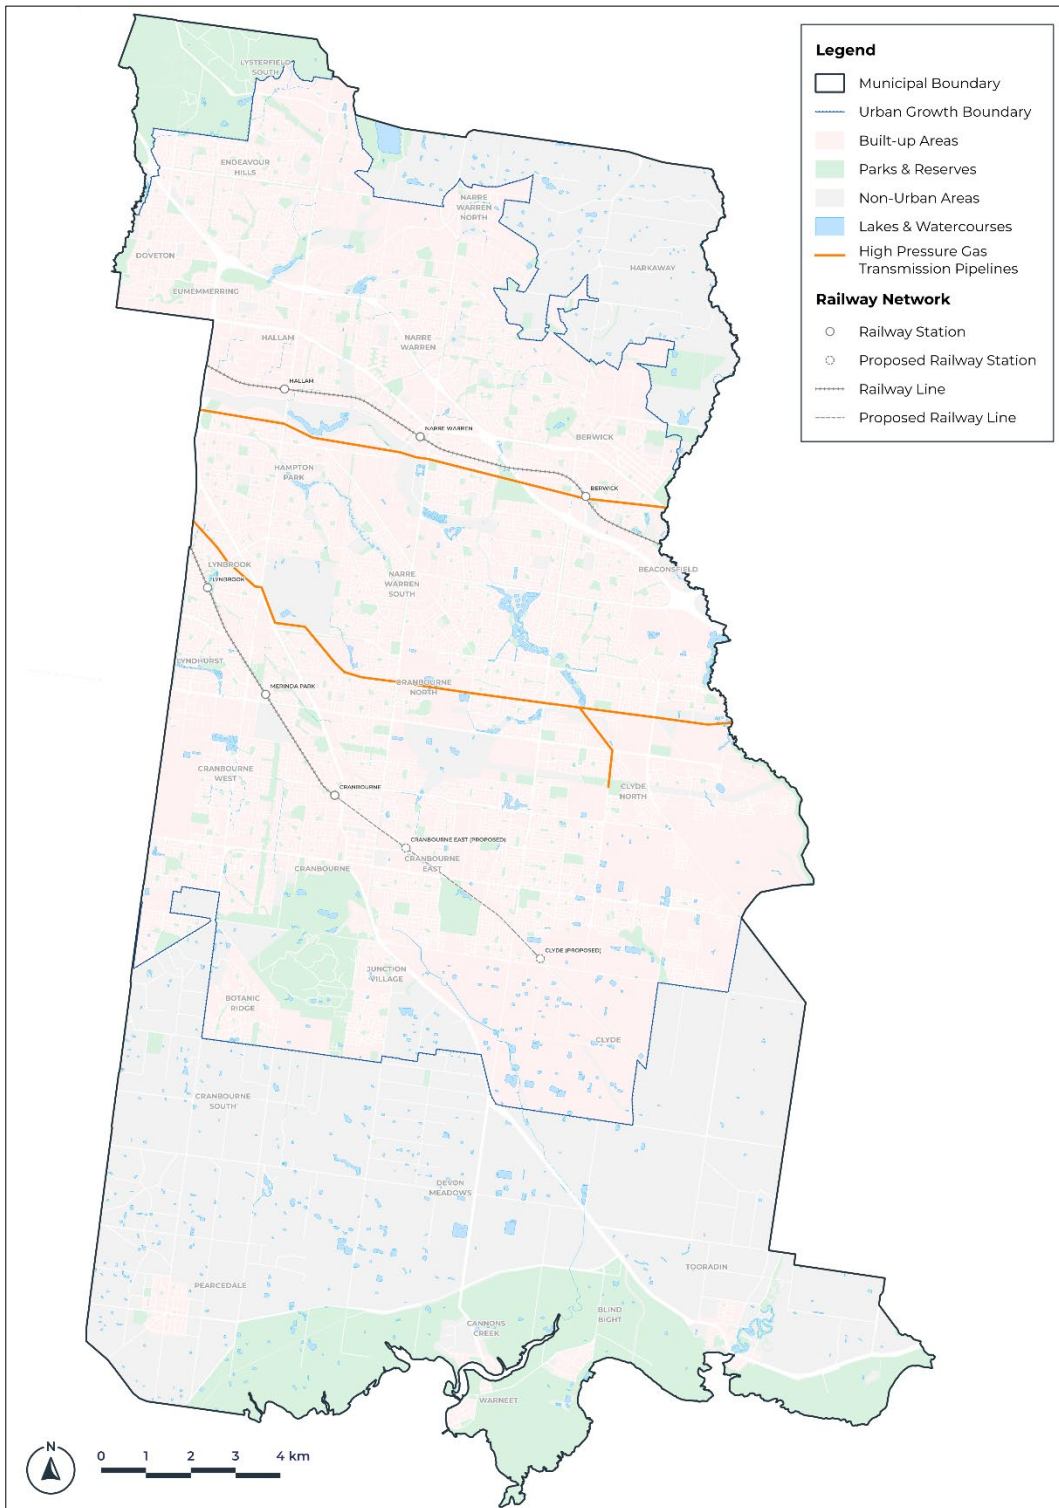 Legend
Municipal Boundary
Urban Growth Boundary
Built-up Areas
Parks & Reserves
Non-Urban Areas
Lakes & Watercourses
High Pressure Gas
Transmission Pipelines
Railway Network
Railway Station
Proposed Railway Station
Railway Line
Proposed Railway Line
LYSTERFIELD
SOUTH
ENDEAVOUR
HILLS
NARRE
WARREN
NORTH
DOVETON
HARKAWAY
EUMEMMERRING
HALLAM
NARRE
WARREN
HALLAM
NARRE WARREN
BERWICK
HAMPTON
PARK
BERWICK
LYNBROOK
BEACONSFIELD
LYNBROOK
NARRE
WARREN
SOUTH
LYNDHURST
MERINDA PARK
CRANBOURNE
NORTH
CRANBOURNE
WEST
CRANBOURNE
CLYDE
NORTH
CRANBOURNE EAST (PROPOSED)
CRANBOURNE
EAST
CRANBOURNE
CLYDE (PROPOSED)
JUNCTION
VILLAGE
BOTANIC
RIDGE
CLYDE
CRANBOURNE
SOUTH
DEVON
MEADOWS
TOORADIN
PEARCEDALE
BLIND
BIGHT
CANNONS
CREEK
WARNEET
N
0 1 2 3 4 km